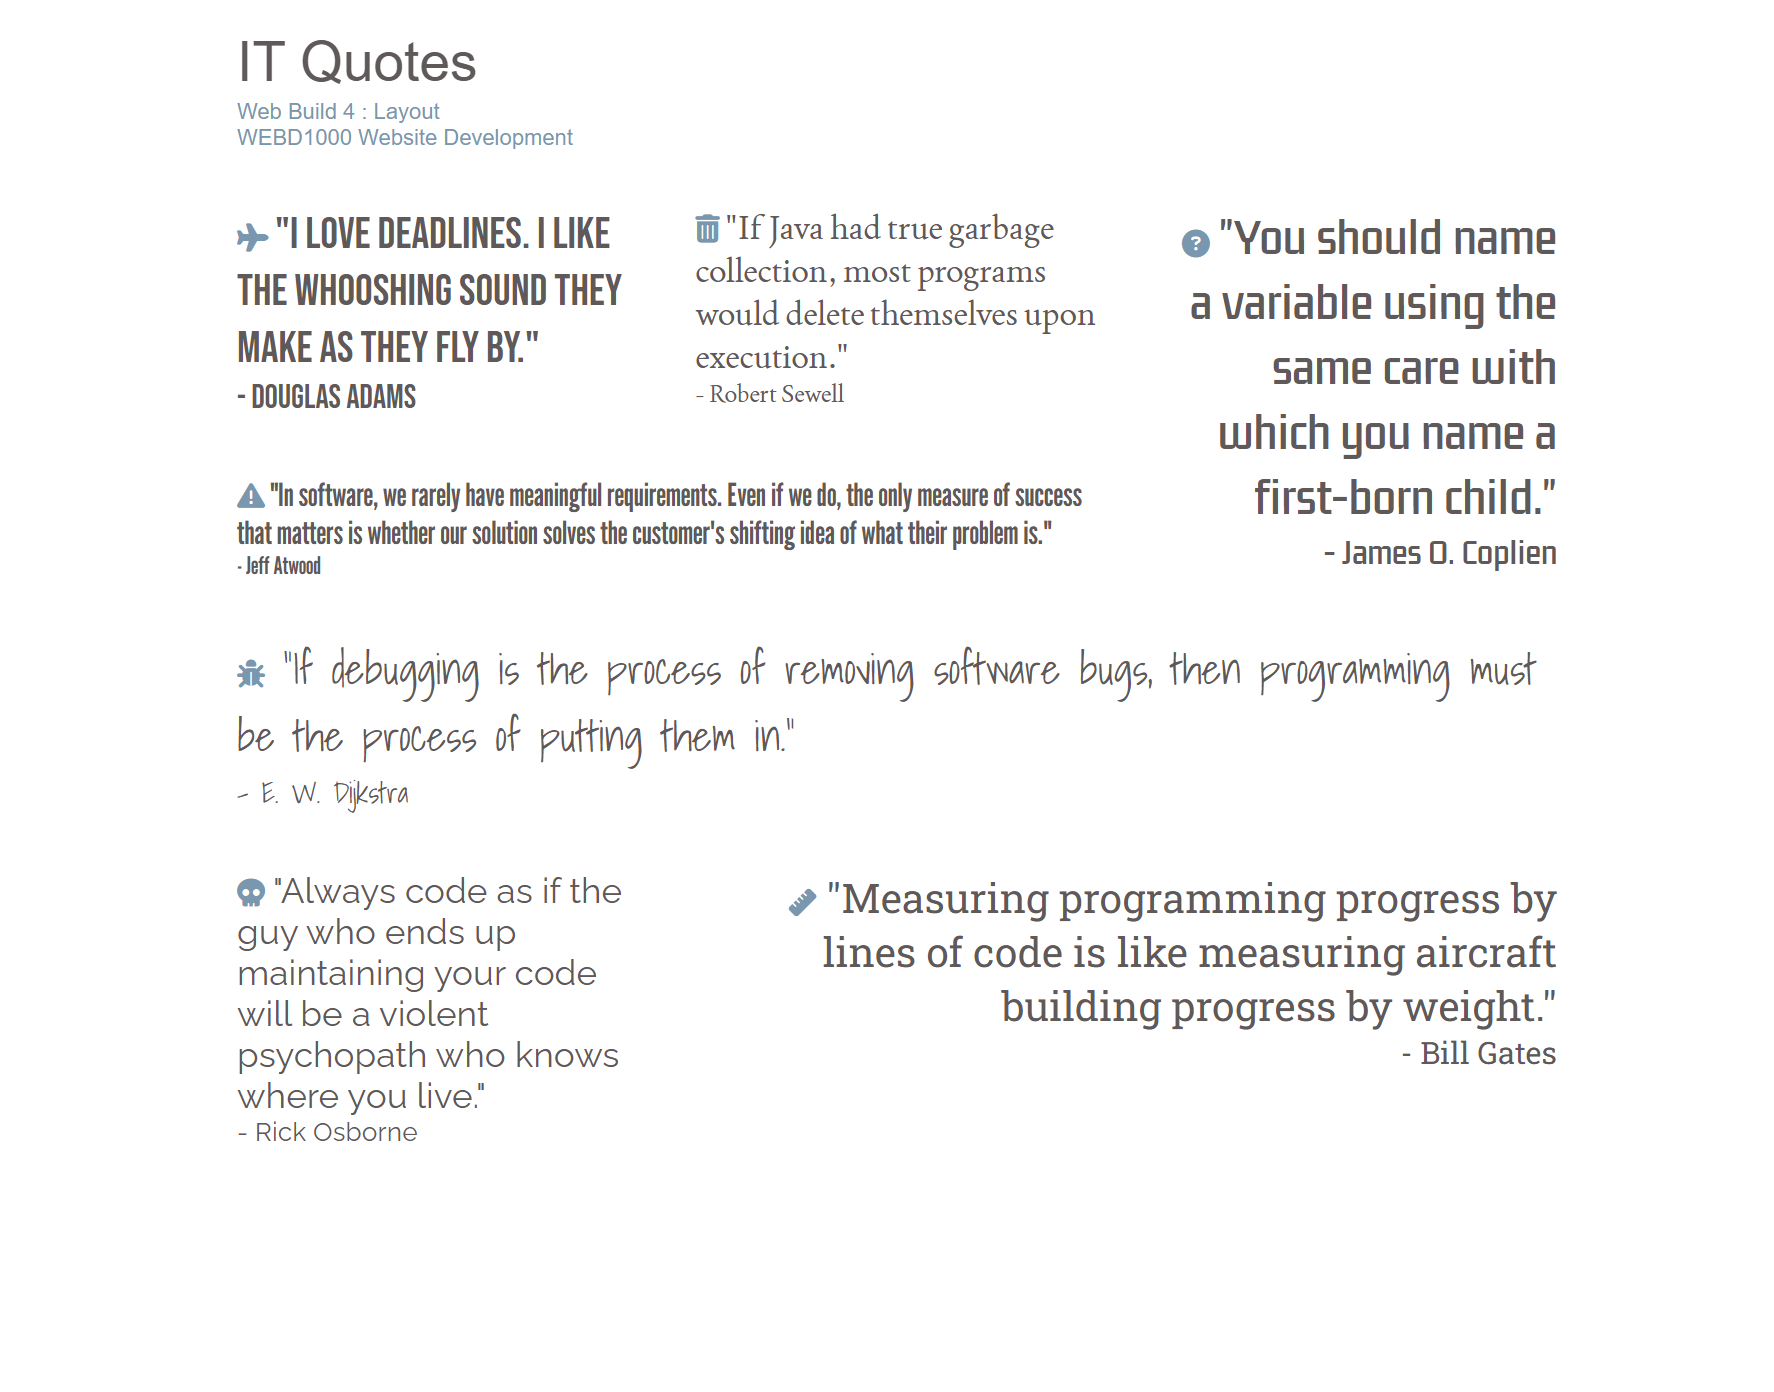 IT Quotes
Web Build 4 : Layout
WEBD1000 Website Development
"I LOVE DEADLINES. I LIKE
THE WHOOSHING SOUND THEY
MAKE AS THEY FLY BY."
- DOUGLAS ADAMS
"If Java had true garbage
collection, most programs
would delete themselves upon
execution."
- Robert Sewell
"You should name
a variable using the
same care with
which you name a
first-born child."
- James O. Coplien
"In software, we rarely have meaningful requirements. Even if we do, the only measure of success
that matters is whether our solution solves the customer's shifting idea of what their problem is."
- Jeff Atwood
"If debugging is the process of removing software bugs, then programming must
be the process of putting them in."
- E. W. Dijkstra
"Always code as if the
guy who ends up
maintaining your code
will be a violent
psychopath who knows
where you live."
- Rick Osborne
"Measuring programming progress by
lines of code is like measuring aircraft
building progress by weight."
- Bill Gates